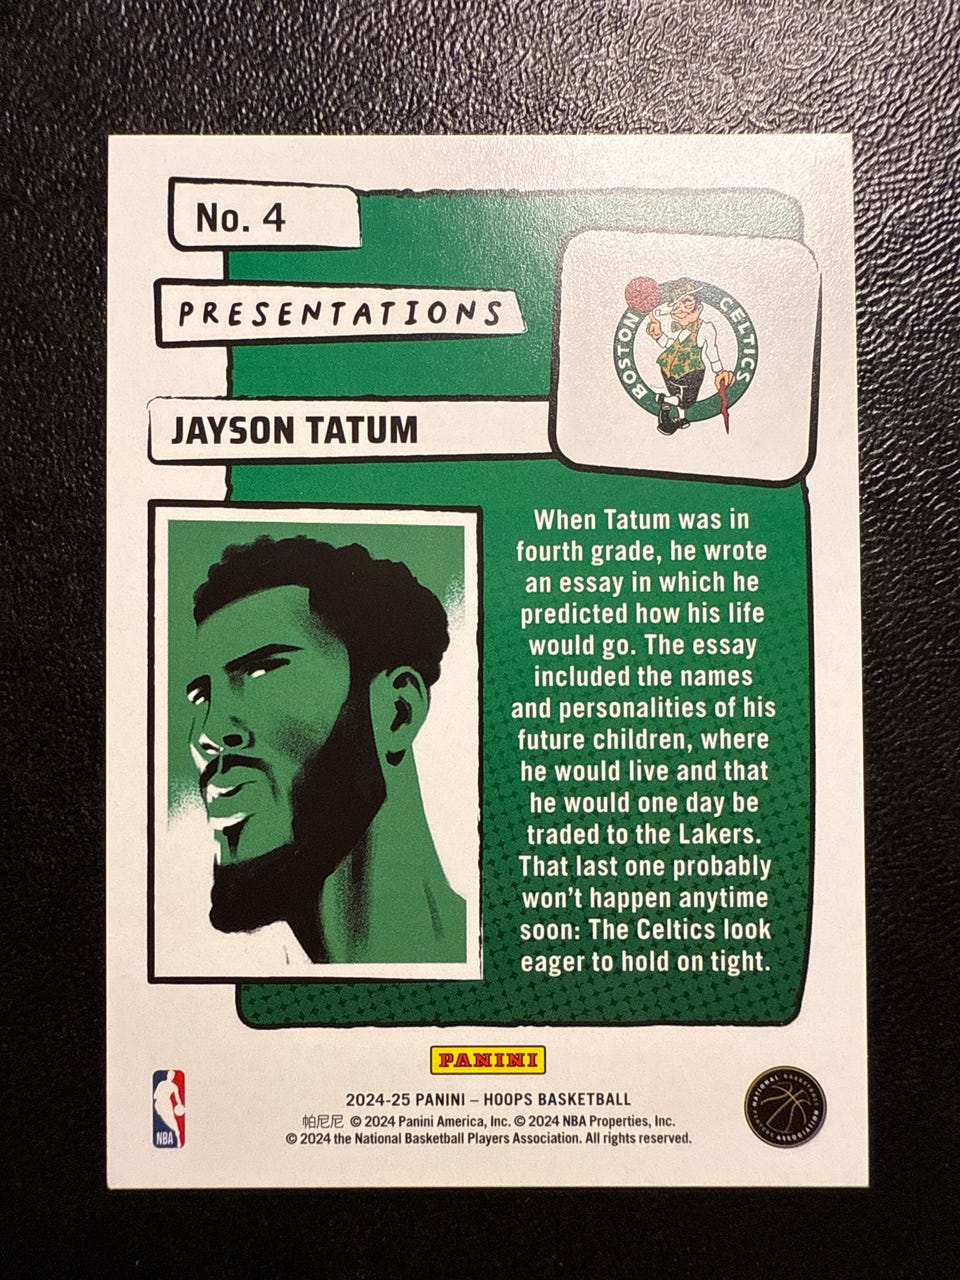 No. 4
PRESENTATIONS
BOSTON CELTICS
JAYSON TATUM
When Tatum was in
fourth grade, he wrote
an essay in which he
predicted how his life
would go. The essay
included the names
and personalities of his
future children, where
he would live and that
he would one day be
traded to the Lakers.
That last one probably
won't happen anytime
soon: The Celtics look
eager to hold on tight.
PANINI
2024-25 PANINI – HOOPS BASKETBALL
帕尼尼 © 2024 Panini America, Inc. © 2024 NBA Properties, Inc.
© 2024 the National Basketball Players Association. All rights reserved.
NBA
NATIONAL BASKETBALL
PLAYERS ASSOCIATION